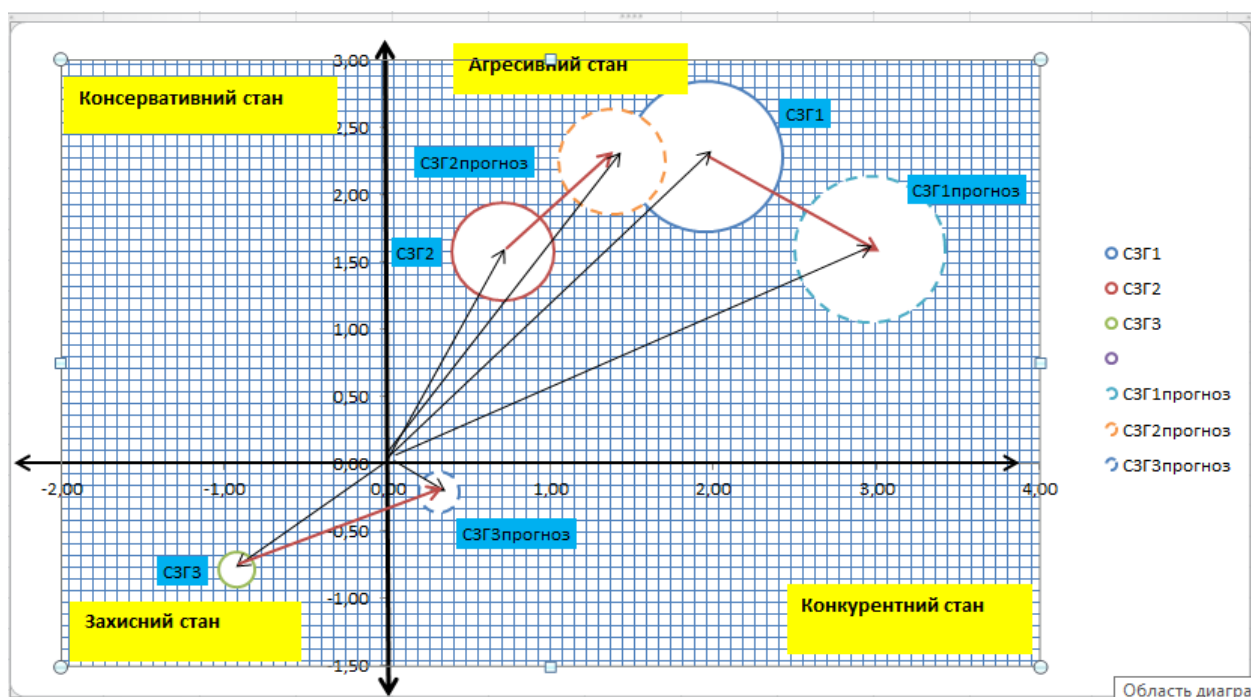 3,00
Агресивний стан
Консервативний стан
2,50
СЗГ1
СЗГ2прогноз
2,00
СЗГ1прогноз
СЗГ2
1,50
СЗГ1
СЗГ2
1,00
СЗГ3
0,50
СЗГ1прогноз
СЗГ2прогноз
0,00
СЗГ3прогноз
-2,00
-1,00
0,00
1,00
2,00
3,00
4,00
-0,50
СЗГ3прогноз
СЗГ3
-1,00
Конкурентний стан
Захисний стан
-1,50
Область диагра